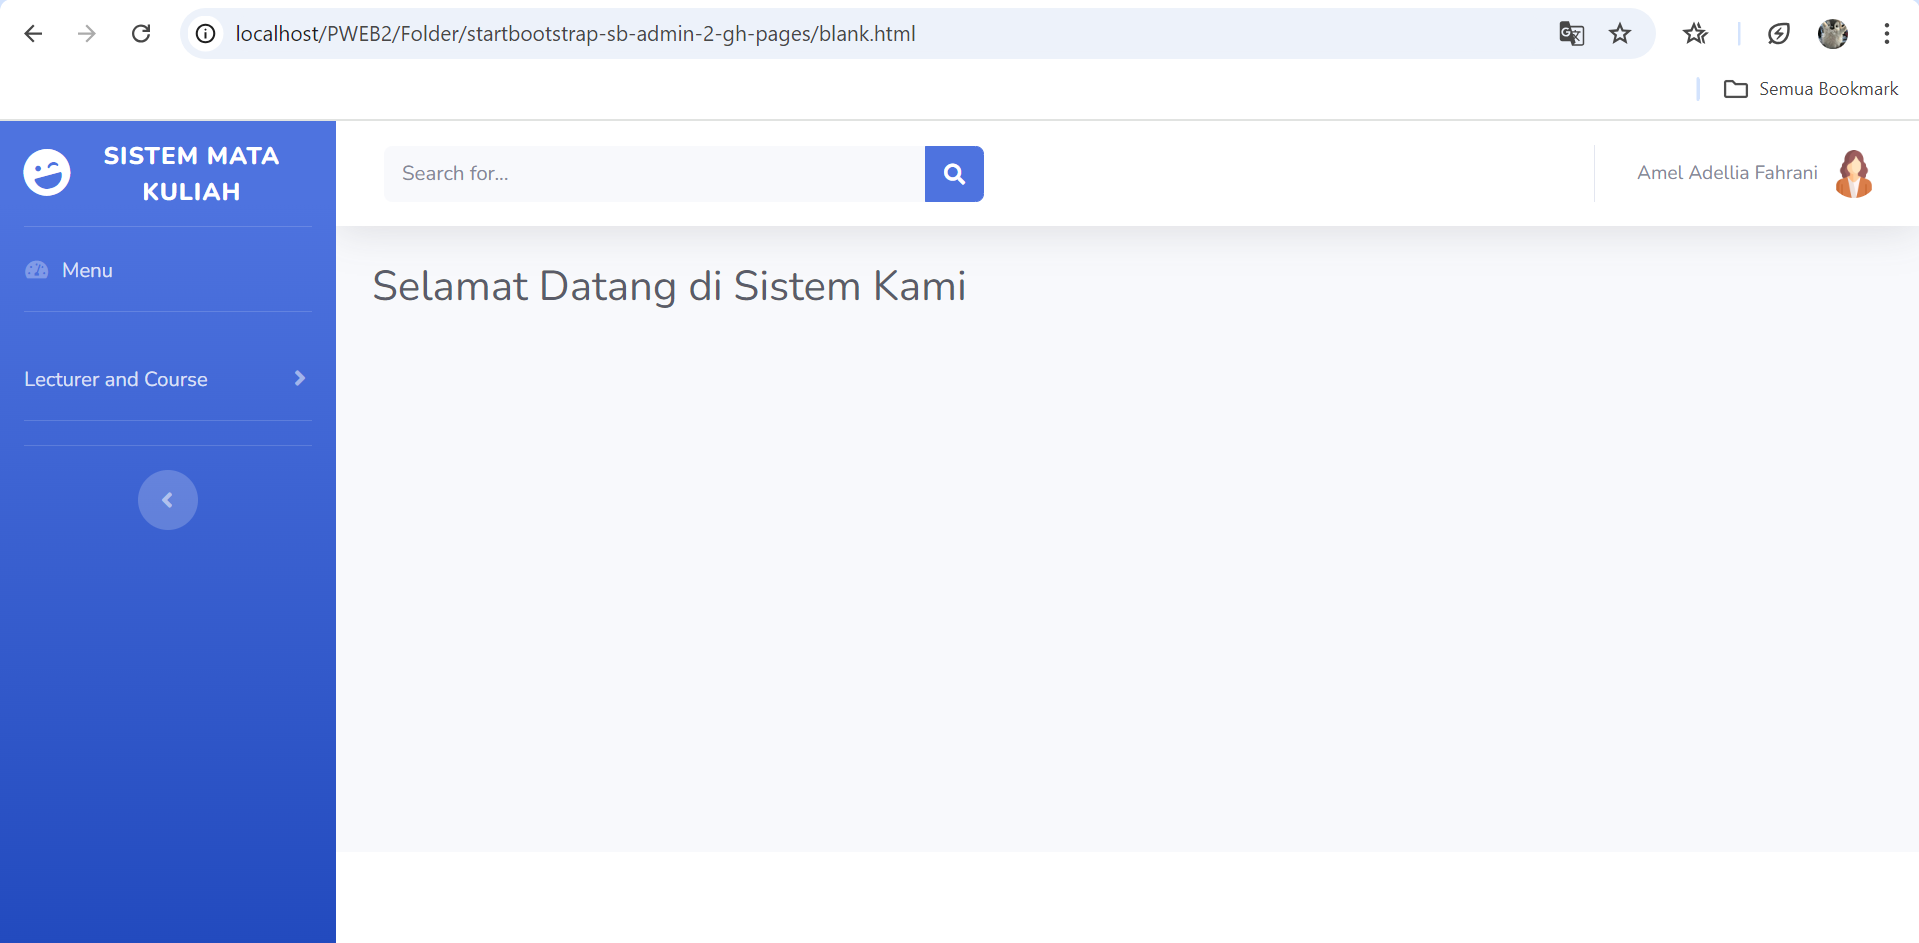 localhost/PWEB2/Folder/startbootstrap-sb-admin-2-gh-pages/blank.html
Semua Bookmark
SISTEM MATA
KULIAH
Search for...
Amel Adellia Fahrani
Menu
Selamat Datang di Sistem Kami
Lecturer and Course